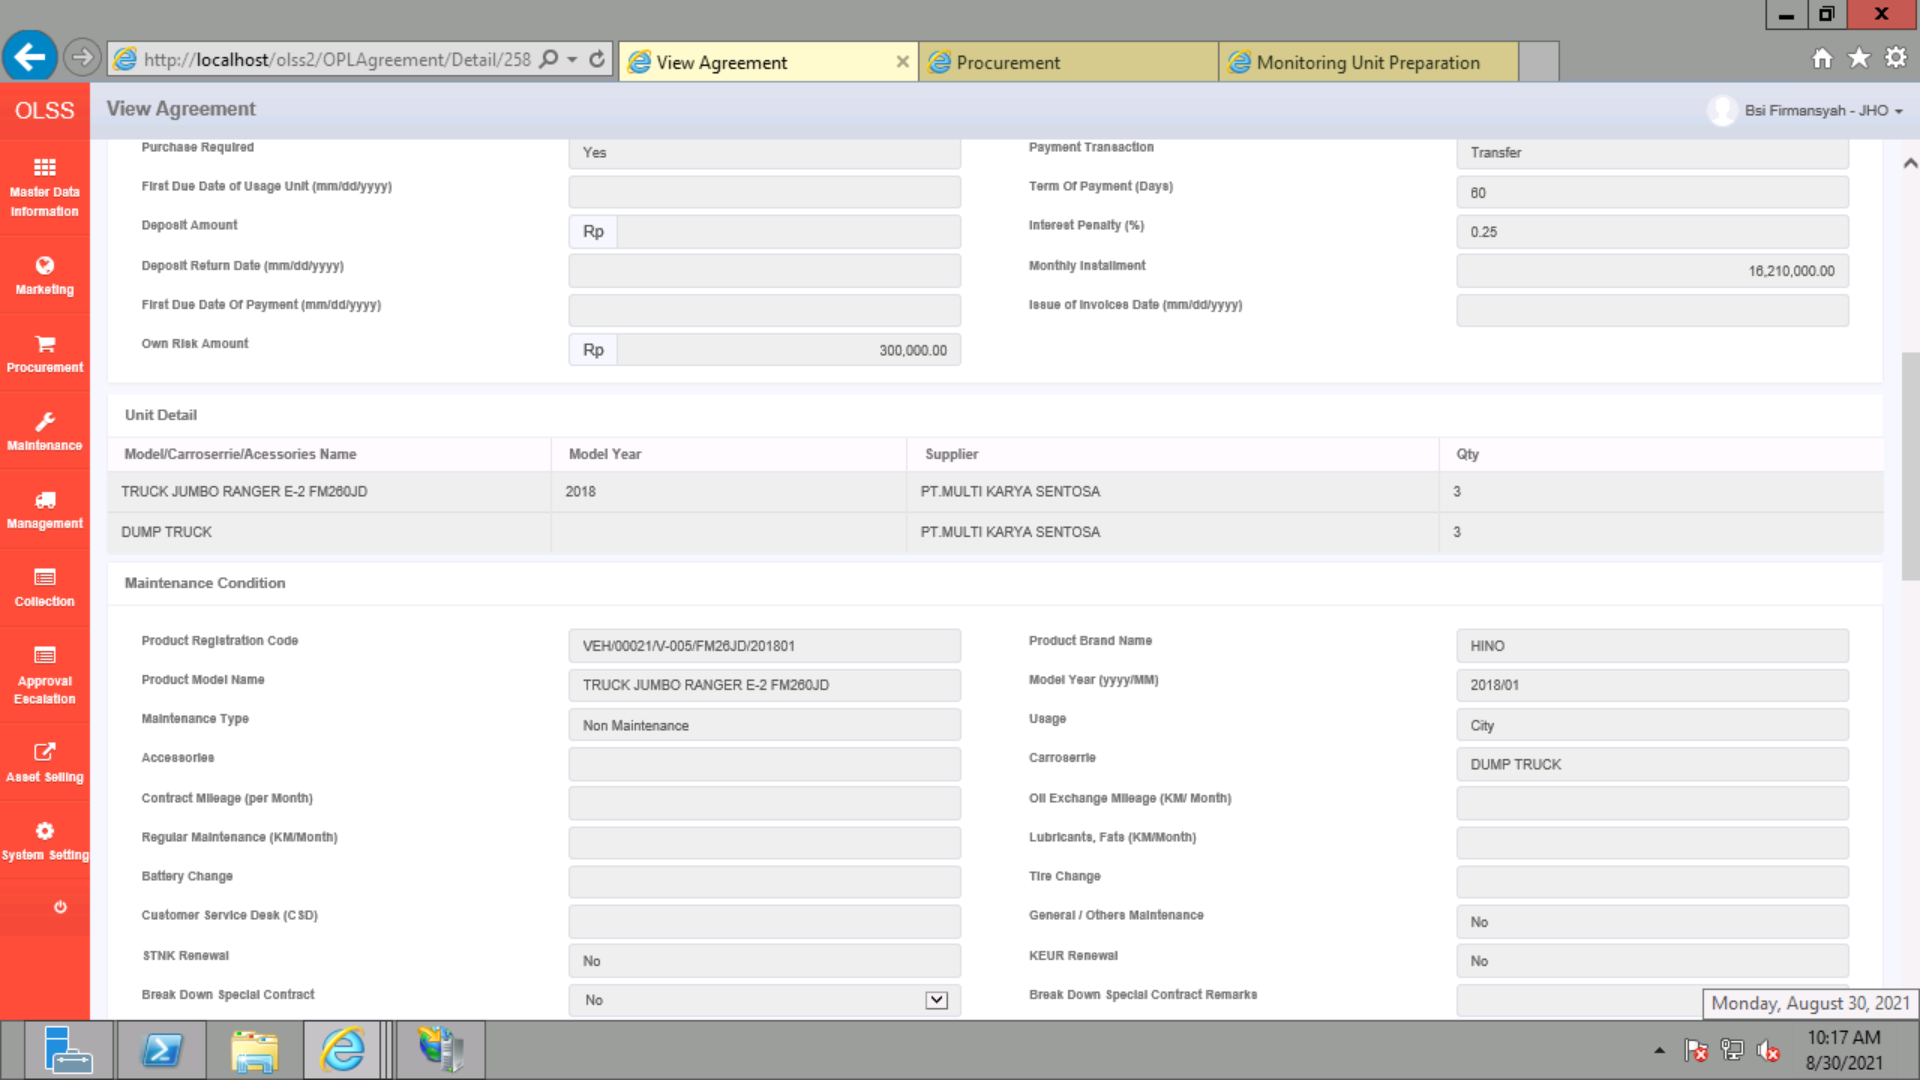 http://localhost/olss2/OPLAgreement/Detail/258
View Agreement
Procurement
Monitoring Unit Preparation
OLSS
View Agreement
Bsi Firmansyah - JHO
Master Data Information
Marketing
Procurement
Maintenance
Management
Collection
Approval Escalation
Asset Selling
System Setting
Purchase Required Yes Payment Transaction Transfer
First Due Date of Usage Unit (mm/dd/yyyy) Term Of Payment (Days) 60
Deposit Amount Rp Interest Penalty (%) 0.25
Deposit Return Date (mm/dd/yyyy) Monthly Installment 16,210,000.00
First Due Date Of Payment (mm/dd/yyyy) Issue of Invoices Date (mm/dd/yyyy)
Own Risk Amount Rp 300,000.00
Unit Detail
Model/Carroserrie/Acessories Name Model Year Supplier Qty
TRUCK JUMBO RANGER E-2 FM260JD 2018 PT.MULTI KARYA SENTOSA 3
DUMP TRUCK PT.MULTI KARYA SENTOSA 3
Maintenance Condition
Product Registration Code VEH/00021/V-005/FM26JD/201801 Product Brand Name HINO
Product Model Name TRUCK JUMBO RANGER E-2 FM260JD Model Year (yyyy/MM) 2018/01
Maintenance Type Non Maintenance Usage City
Accessories Carroserrie DUMP TRUCK
Contract Mileage (per Month) Oil Exchange Mileage (KM/ Month)
Regular Maintenance (KM/Month) Lubricants, Fats (KM/Month)
Battery Change Tire Change
Customer Service Desk (CSD) General / Others Maintenance No
STNK Renewal No KEUR Renewal No
Break Down Special Contract No Break Down Special Contract Remarks
Monday, August 30, 2021
10:17 AM
8/30/2021